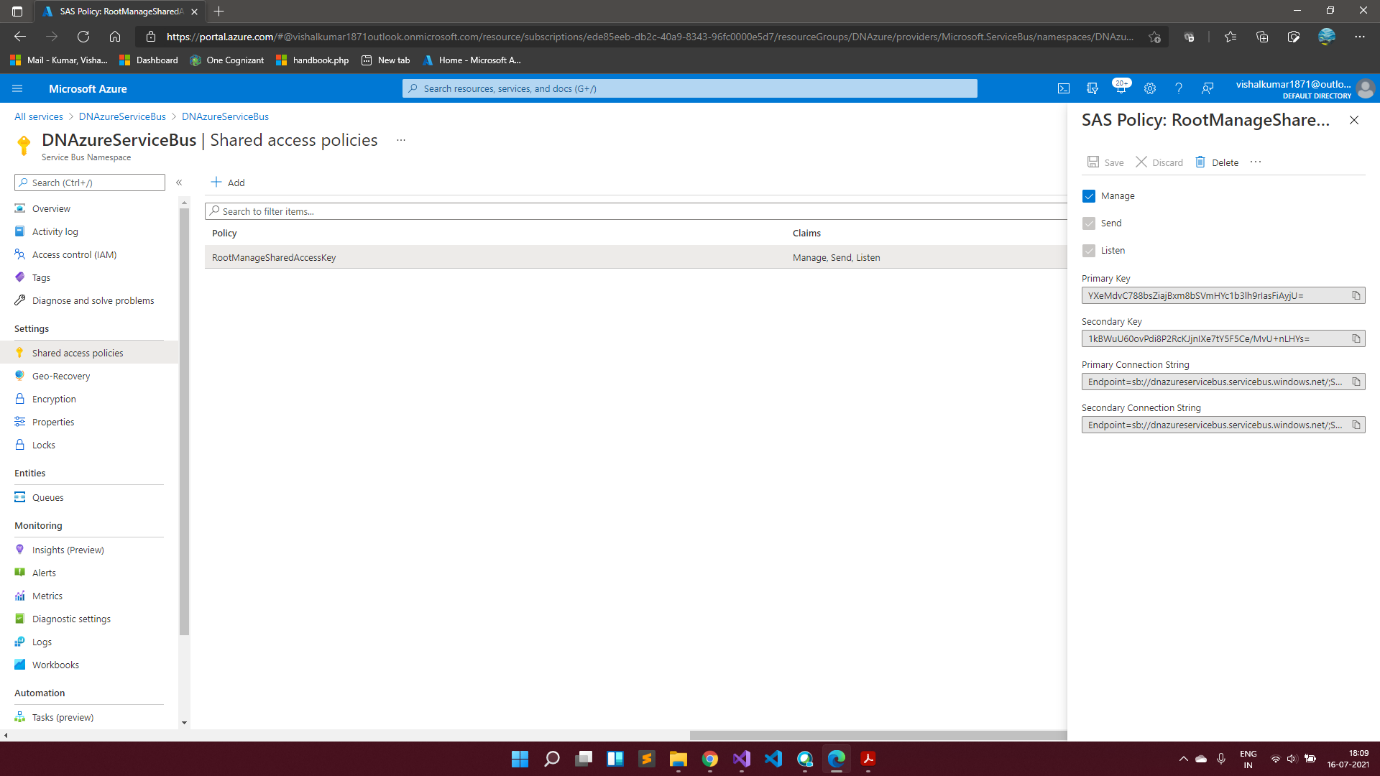 SAS Policy: RootManageSharedA
https://portal.azure.com/#@vishalkumar1871outlook.onmicrosoft.com/resource/subscriptions/ede85eeb-db2c-40a9-8343-96fc0000e5d7/resourceGroups/DNAzure/providers/Microsoft.ServiceBus/namespaces/DNAzu...
Mail - Kumar, Visha... Dashboard One Cognizant handbook.php New tab Home - Microsoft A...
Microsoft Azure
Search resources, services, and docs (G+/)
20+
vishalkumar1871@outlo...
DEFAULT DIRECTORY
All services > DNAzureServiceBus > DNAzureServiceBus
DNAzureServiceBus | Shared access policies ...
Service Bus Namespace
Search (Ctrl+/)
Overview
Activity log
Access control (IAM)
Tags
Diagnose and solve problems
Settings
Shared access policies
Geo-Recovery
Encryption
Properties
Locks
Entities
Queues
Monitoring
Insights (Preview)
Alerts
Metrics
Diagnostic settings
Logs
Workbooks
Automation
Tasks (preview)
Add
Search to filter items...
Policy Claims
RootManageSharedAccessKey Manage, Send, Listen
SAS Policy: RootManageShare...
Save Discard Delete ...
Manage
Send
Listen
Primary Key
YXeMdvC788bsZiajBxm8bSVmHYc1b3lh9rIasFiAyjU=
Secondary Key
1kBWuU60ovPdi8P2RcKJjnIXe7tY5F5Ce/MvU+nLHYs=
Primary Connection String
Endpoint=sb://dnazureservicebus.servicebus.windows.net/;S...
Secondary Connection String
Endpoint=sb://dnazureservicebus.servicebus.windows.net/;S...
ENG
IN
18:09
16-07-2021